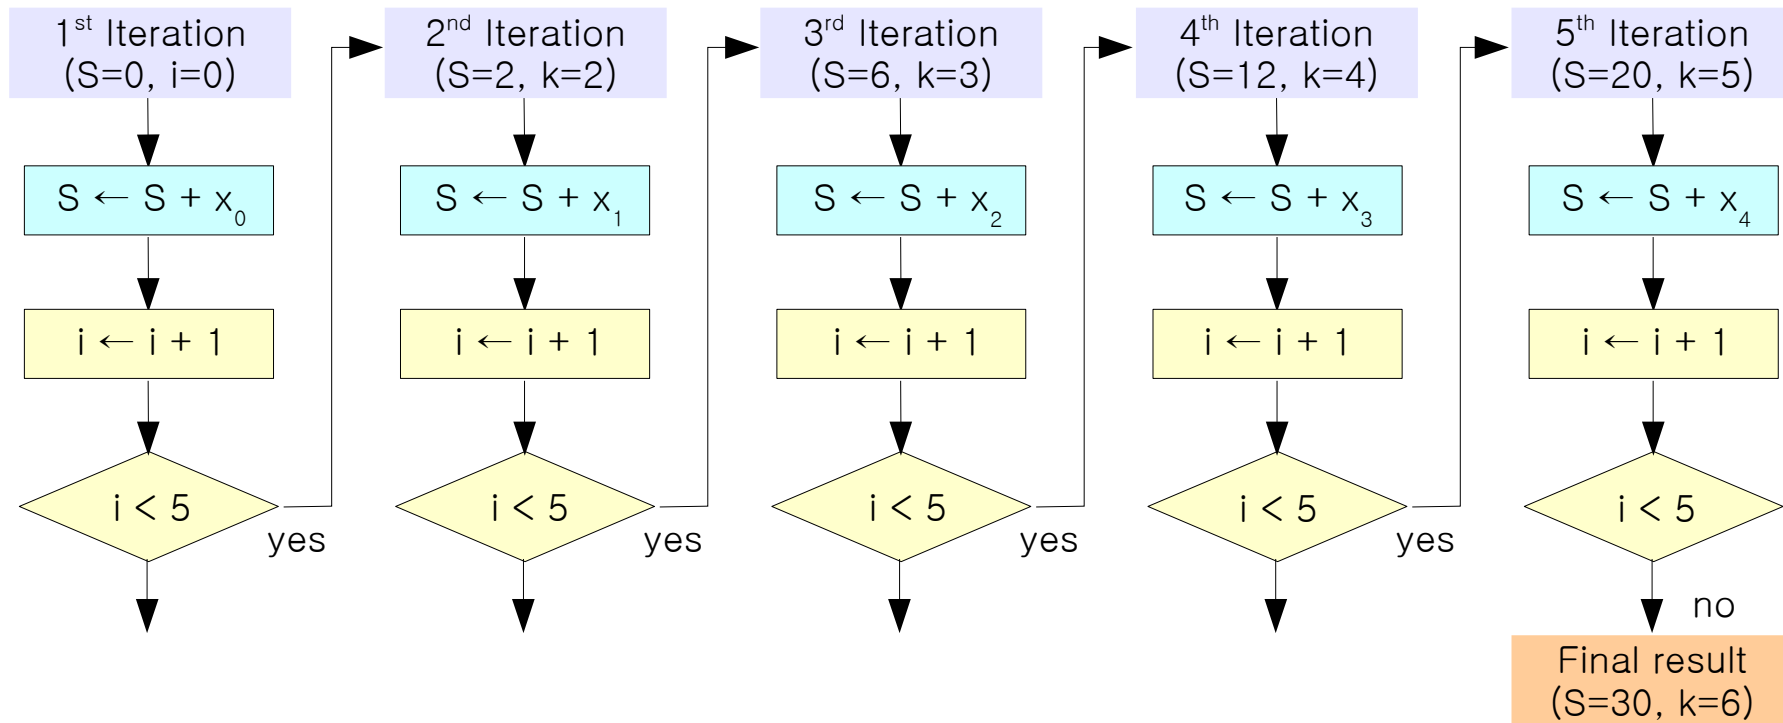 1st Iteration
(S=0, i=0)
S ← S + x0
i ← i + 1
i < 5
yes
2nd Iteration
(S=2, k=2)
S ← S + x1
i ← i + 1
i < 5
yes
3rd Iteration
(S=6, k=3)
S ← S + x2
i ← i + 1
i < 5
yes
4th Iteration
(S=12, k=4)
S ← S + x3
i ← i + 1
i < 5
yes
5th Iteration
(S=20, k=5)
S ← S + x4
i ← i + 1
i < 5
no
Final result
(S=30, k=6)